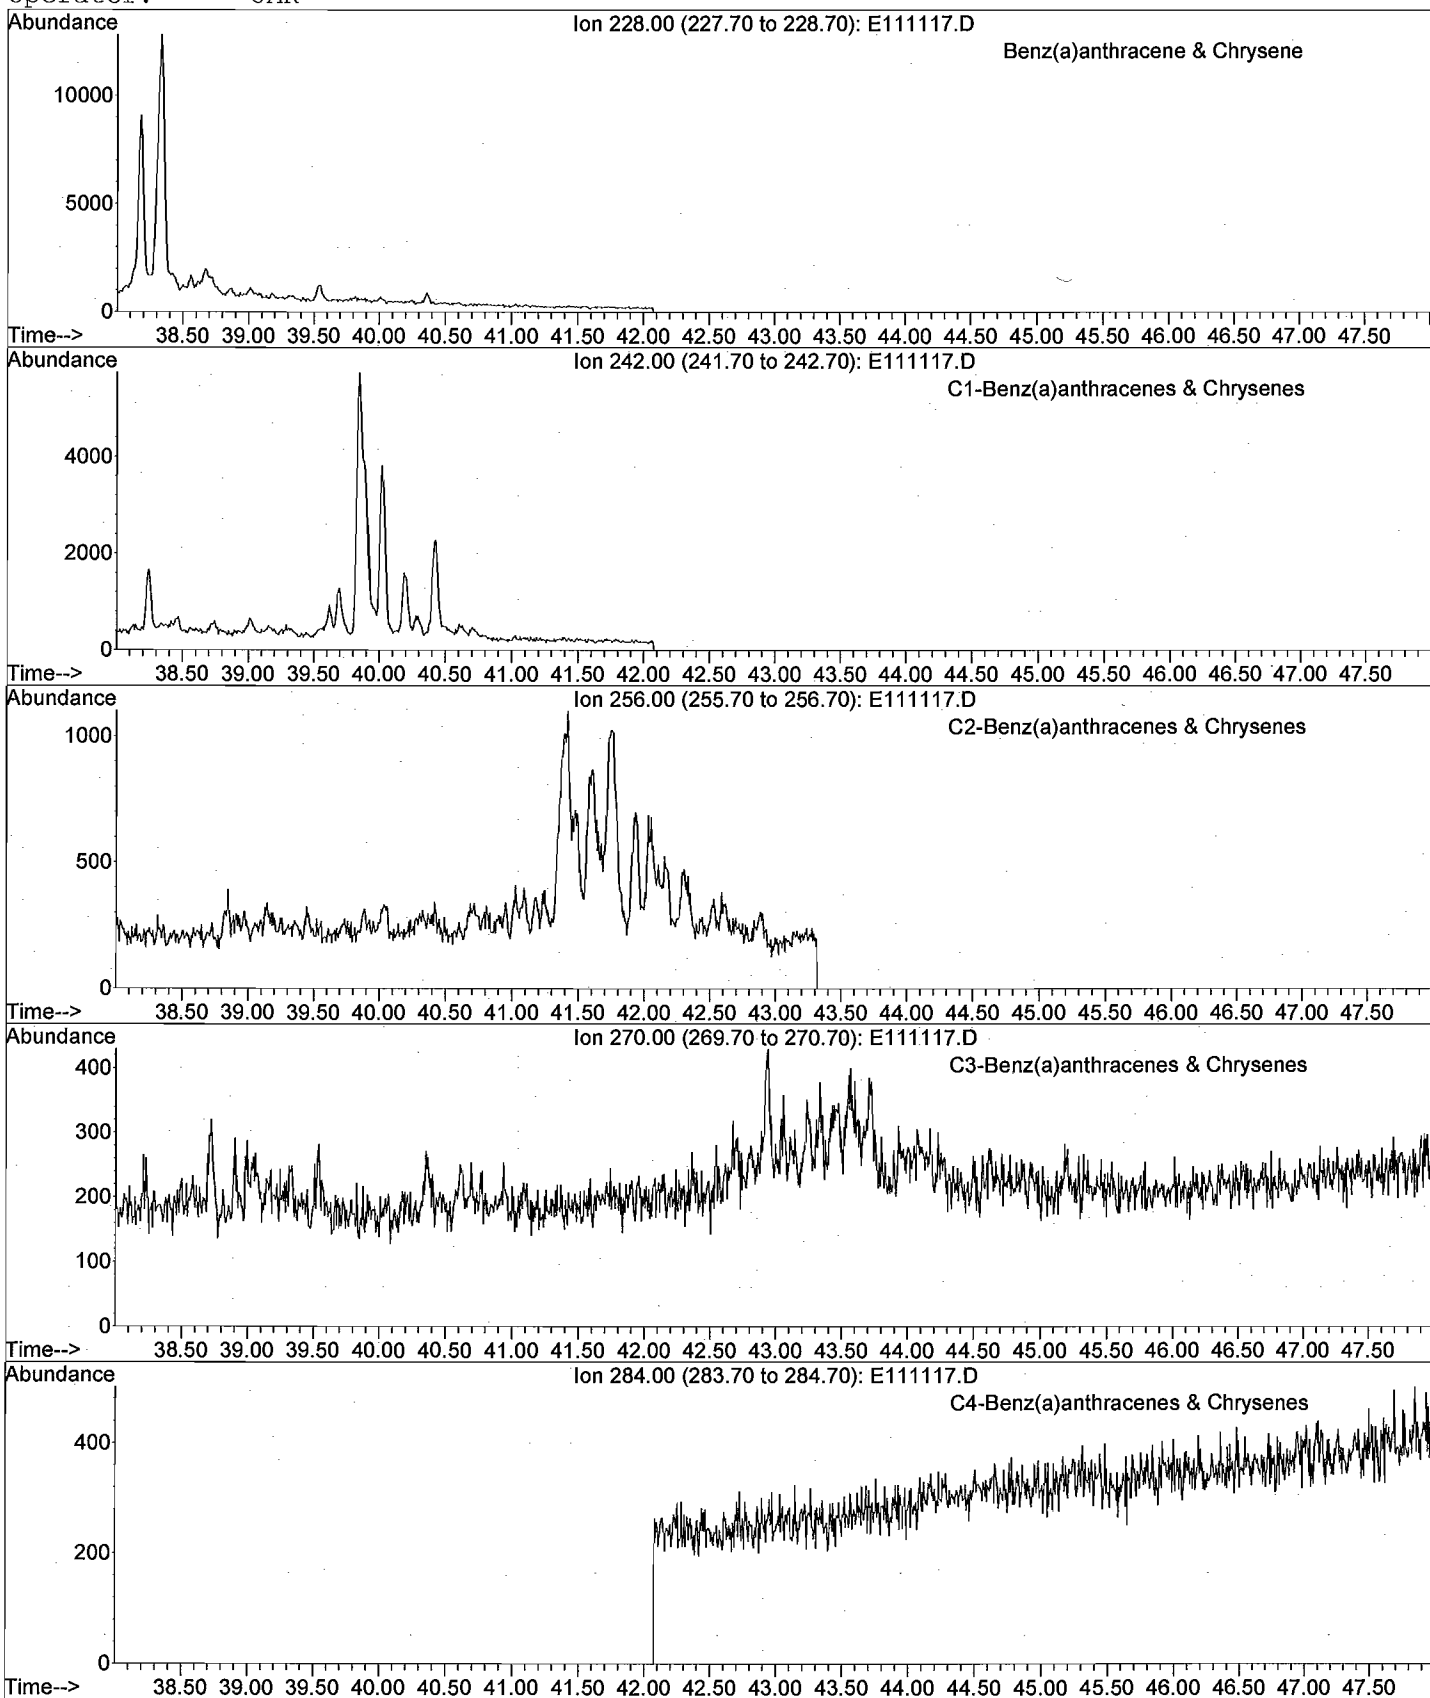 Abundance
Ion 228.00 (227.70 to 228.70): E111117.D
Benz(a)anthracene & Chrysene
10000
5000
0
Time--> 38.50 39.00 39.50 40.00 40.50 41.00 41.50 42.00 42.50 43.00 43.50 44.00 44.50 45.00 45.50 46.00 46.50 47.00 47.50
Abundance
Ion 242.00 (241.70 to 242.70): E111117.D
C1-Benz(a)anthracenes & Chrysenes
4000
2000
0
Time--> 38.50 39.00 39.50 40.00 40.50 41.00 41.50 42.00 42.50 43.00 43.50 44.00 44.50 45.00 45.50 46.00 46.50 47.00 47.50
Abundance
Ion 256.00 (255.70 to 256.70): E111117.D
C2-Benz(a)anthracenes & Chrysenes
1000
500
0
Time--> 38.50 39.00 39.50 40.00 40.50 41.00 41.50 42.00 42.50 43.00 43.50 44.00 44.50 45.00 45.50 46.00 46.50 47.00 47.50
Abundance
Ion 270.00 (269.70 to 270.70): E111117.D
C3-Benz(a)anthracenes & Chrysenes
400
300
200
100
0
Time--> 38.50 39.00 39.50 40.00 40.50 41.00 41.50 42.00 42.50 43.00 43.50 44.00 44.50 45.00 45.50 46.00 46.50 47.00 47.50
Abundance
Ion 284.00 (283.70 to 284.70): E111117.D
C4-Benz(a)anthracenes & Chrysenes
400
200
0
Time--> 38.50 39.00 39.50 40.00 40.50 41.00 41.50 42.00 42.50 43.00 43.50 44.00 44.50 45.00 45.50 46.00 46.50 47.00 47.50